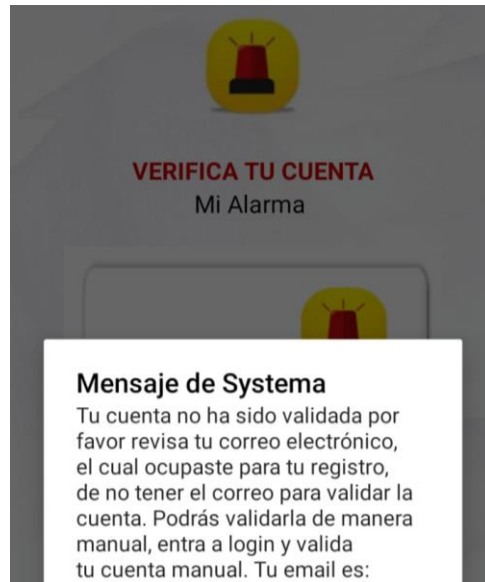 VERIFICA TU CUENTA
Mi Alarma
Mensaje de Systema
Tu cuenta no ha sido validada por
favor revisa tu correo electrónico,
el cual ocupaste para tu registro,
de no tener el correo para validar la
cuenta. Podrás validarla de manera
manual, entra a login y valida
tu cuenta manual. Tu email es: